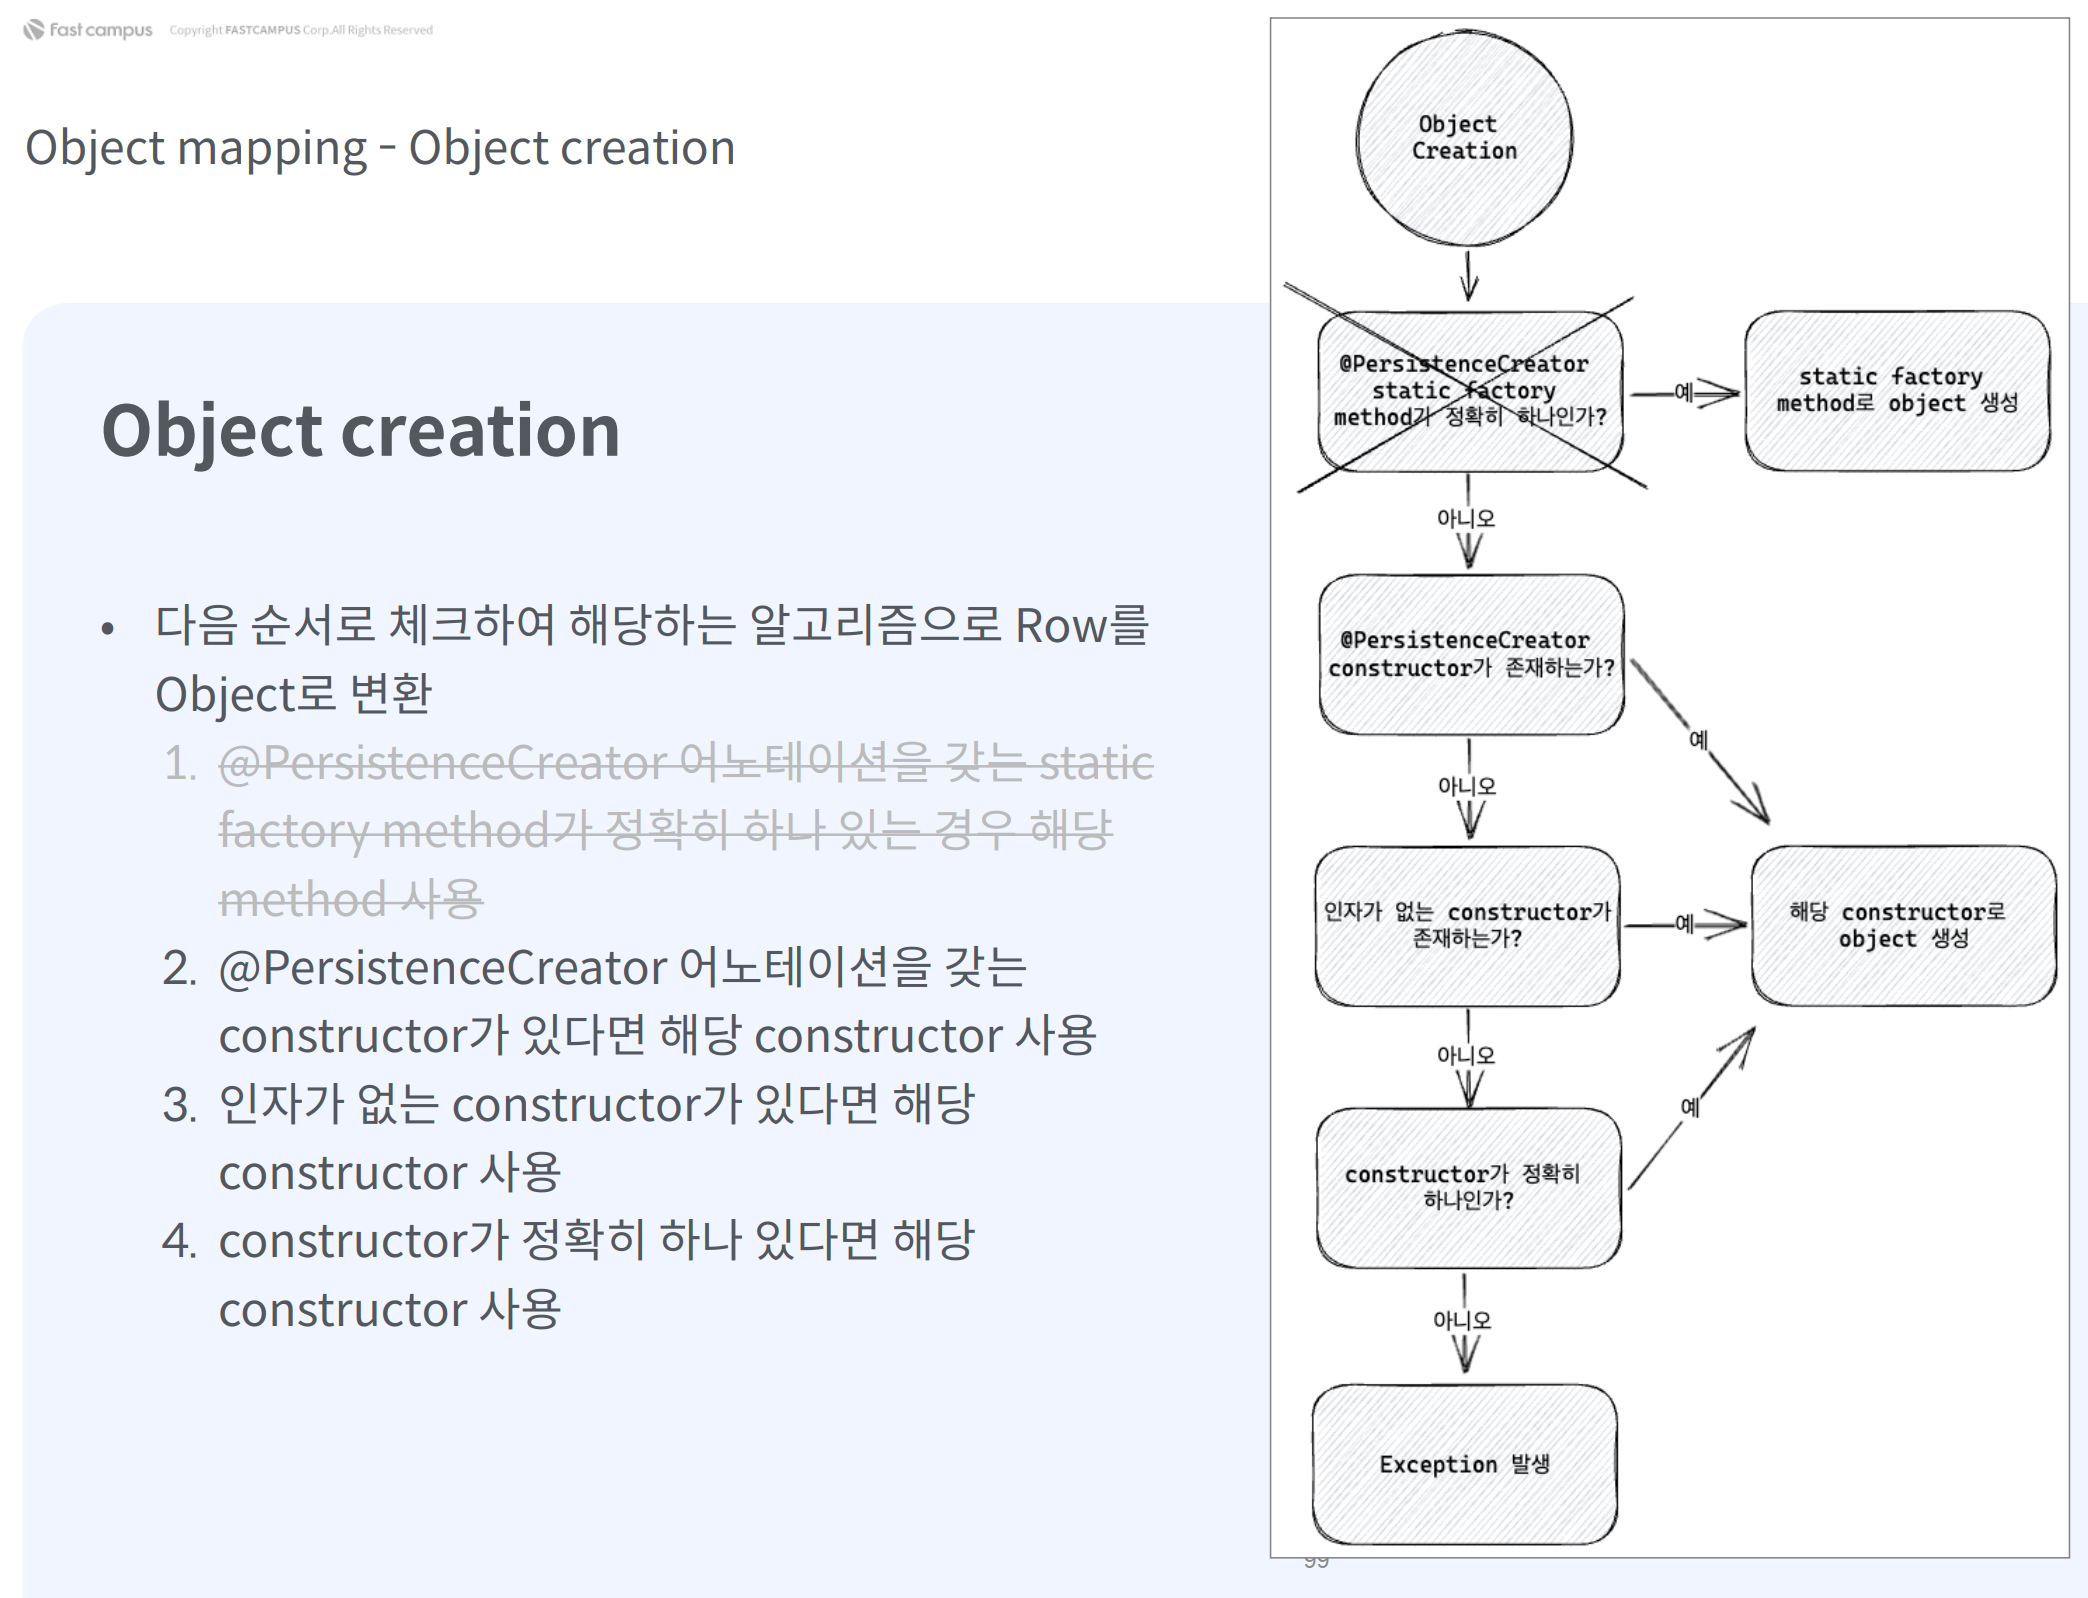 fast campus Copyright FASTCAMPUS Corp.All Rights Reserved
Object mapping - Object creation
Object creation
• 다음 순서로 체크하여 해당하는 알고리즘으로 Row를
Object로 변환
1. @PersistenceCreator 어노테이션을 갖는 static
factory method가 정확히 하나 있는 경우 해당
method 사용
2. @PersistenceCreator 어노테이션을 갖는
constructor가 있다면 해당 constructor 사용
3. 인자가 없는 constructor가 있다면 해당
constructor 사용
4. constructor가 정확히 하나 있다면 해당
constructor 사용
Object
Creation
@PersistenceCreator
static factory
method가 정확히 하나인가?
예
static factory
method로 object 생성
아니오
@PersistenceCreator
constructor가 존재하는가?
예
아니오
인자가 없는 constructor가
존재하는가?
예
해당 constructor로
object 생성
아니오
예
constructor가 정확히
하나인가?
아니오
Exception 발생
99